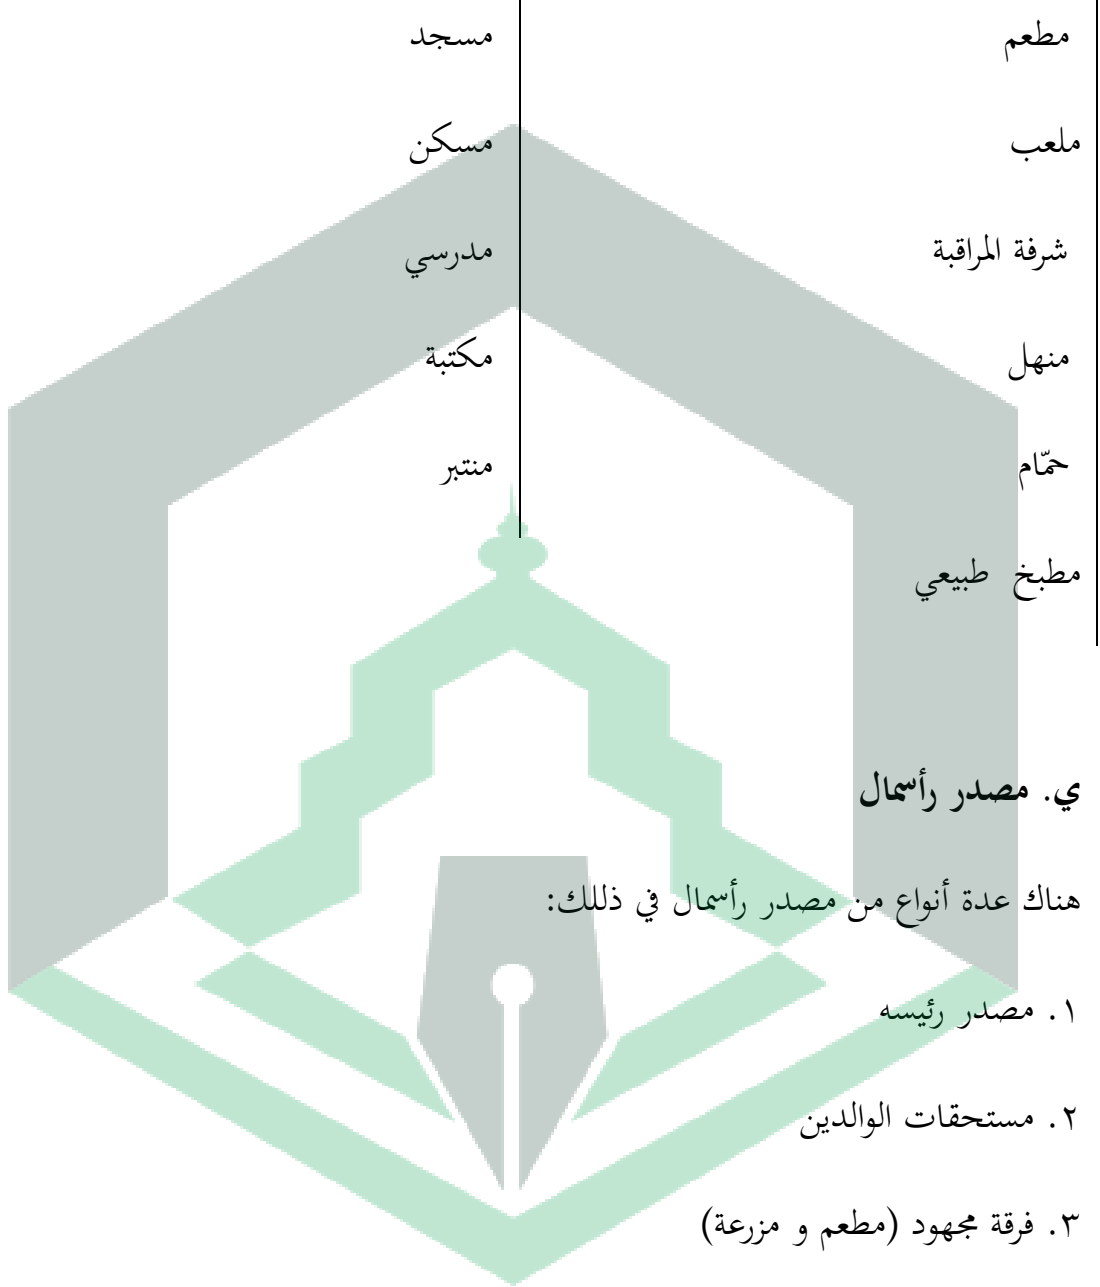 مطعم
مسجد
ملعب
مسكن
شرفة المراقبة
مدرسي
منهل
مكتبة
حمّام
منتبر
مطبخ طبيعي
ي. مصدر رأسمال
هناك عدة أنواع من مصدر رأسمال في ذللك:
١. مصدر رئيسه
٢. مستحقات الوالدين
٣. فرقة مجهود (مطعم و مزرعة)